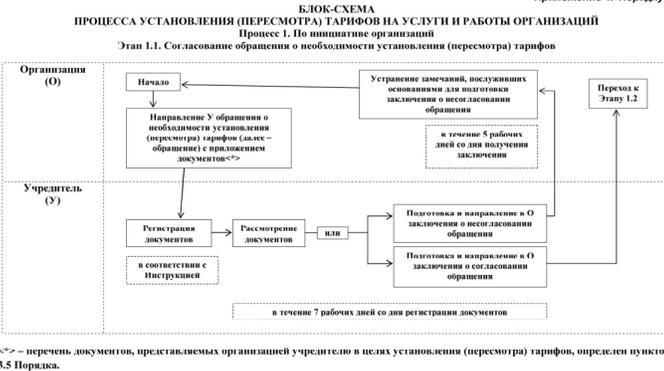 БЛОК-СХЕМА
ПРОЦЕССА УСТАНОВЛЕНИЯ (ПЕРЕСМОТРА) ТАРИФОВ НА УСЛУГИ И РАБОТЫ ОРГАНИЗАЦИЙ
Процесс 1. По инициативе организаций
Этап 1.1. Согласование обращения о необходимости установления (пересмотра) тарифов
Организация
(О)
Начало
Устранение замечаний, послуживших
основаниями для подготовки
заключения о несогласовании
обращения
Переход к
Этапу 1.2
Направление У обращения о
необходимости установления
(пересмотра) тарифов (далее –
обращение) с приложением
документов<*>
в течение 5 рабочих
дней со дня получения
заключения
Учредитель
(У)
Регистрация
документов
Рассмотрение
документов
или
Подготовка и направление в О
заключения о несогласовании
обращения
Подготовка и направление в О
заключения о согласовании
обращения
в соответствии с
Инструкцией
в течение 7 рабочих дней со дня регистрации документов
<*> – перечень документов, представляемых организацией учредителю в целях установления (пересмотра) тарифов, определен пункто
3.5 Порядка.